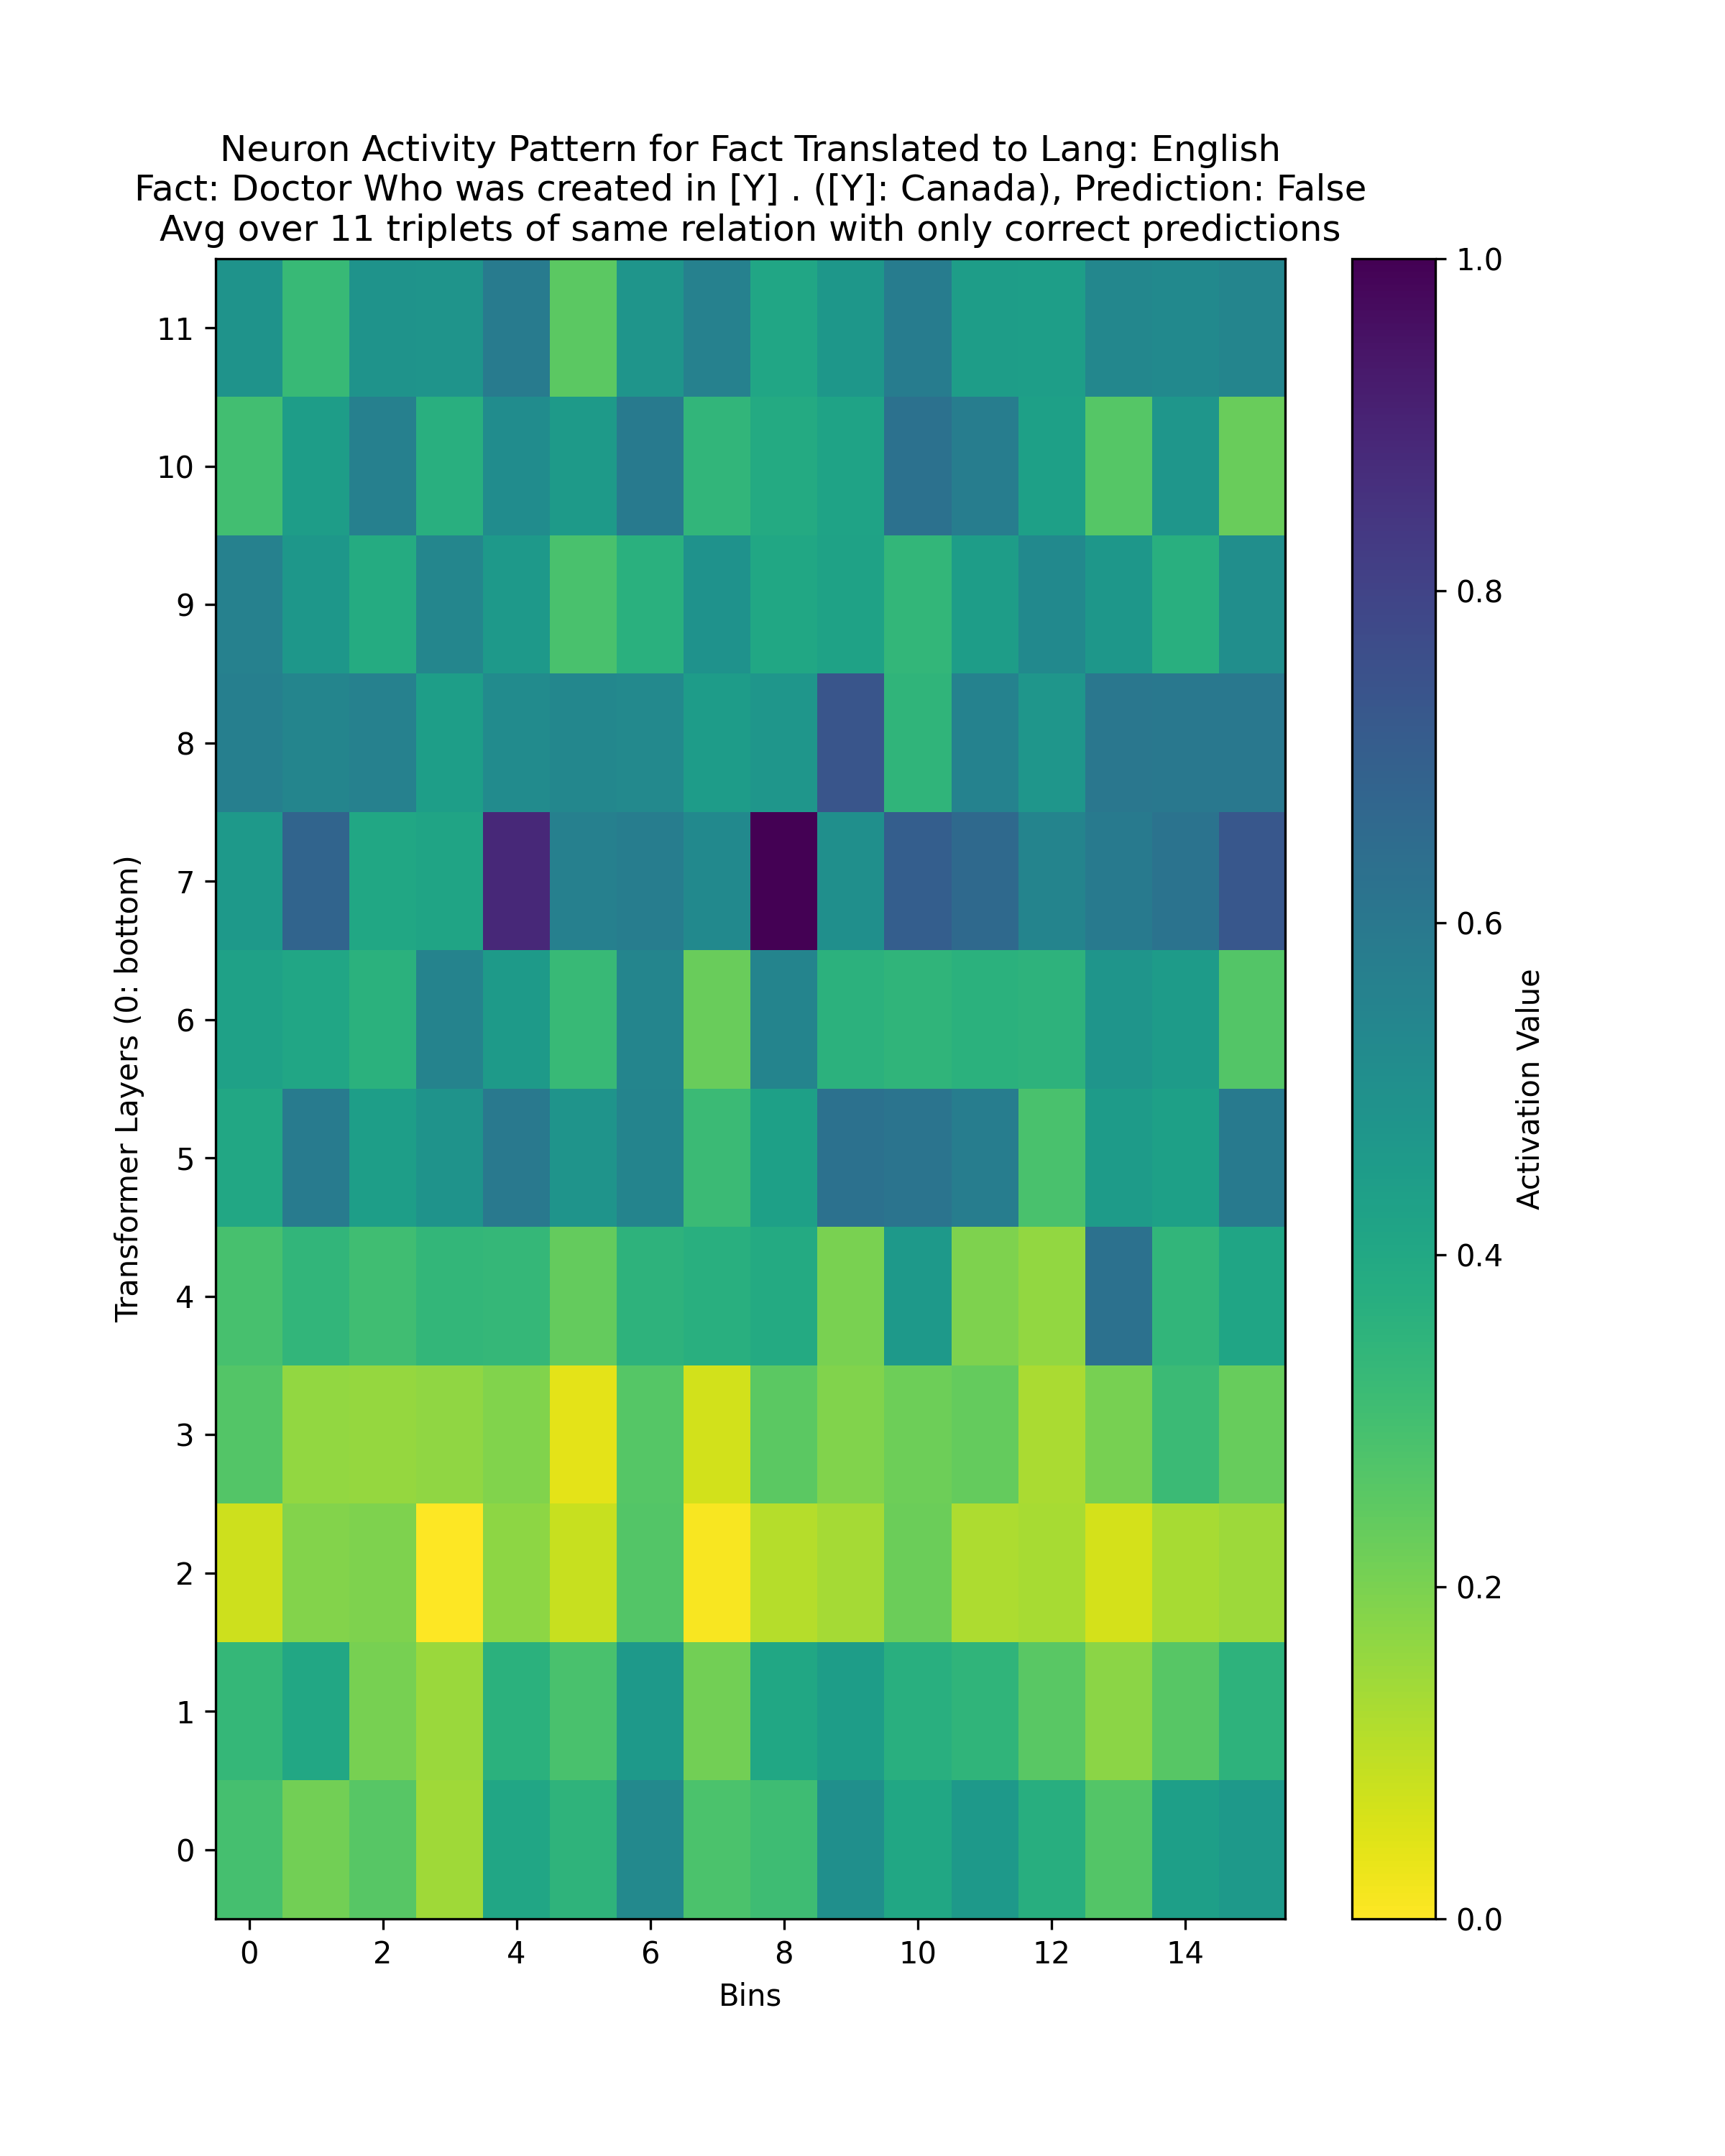 Neuron Activity Pattern for Fact Translated to Lang: English
Fact: Doctor Who was created in [Y] . ([Y]: Canada), Prediction: False
Avg over 11 triplets of same relation with only correct predictions
Transformer Layers (0: bottom)
11
10
9
8
7
6
5
4
3
2
1
0
0 2 4 6 8 10 12 14
Bins
1.0
0.8
0.6
0.4
0.2
0.0
Activation Value